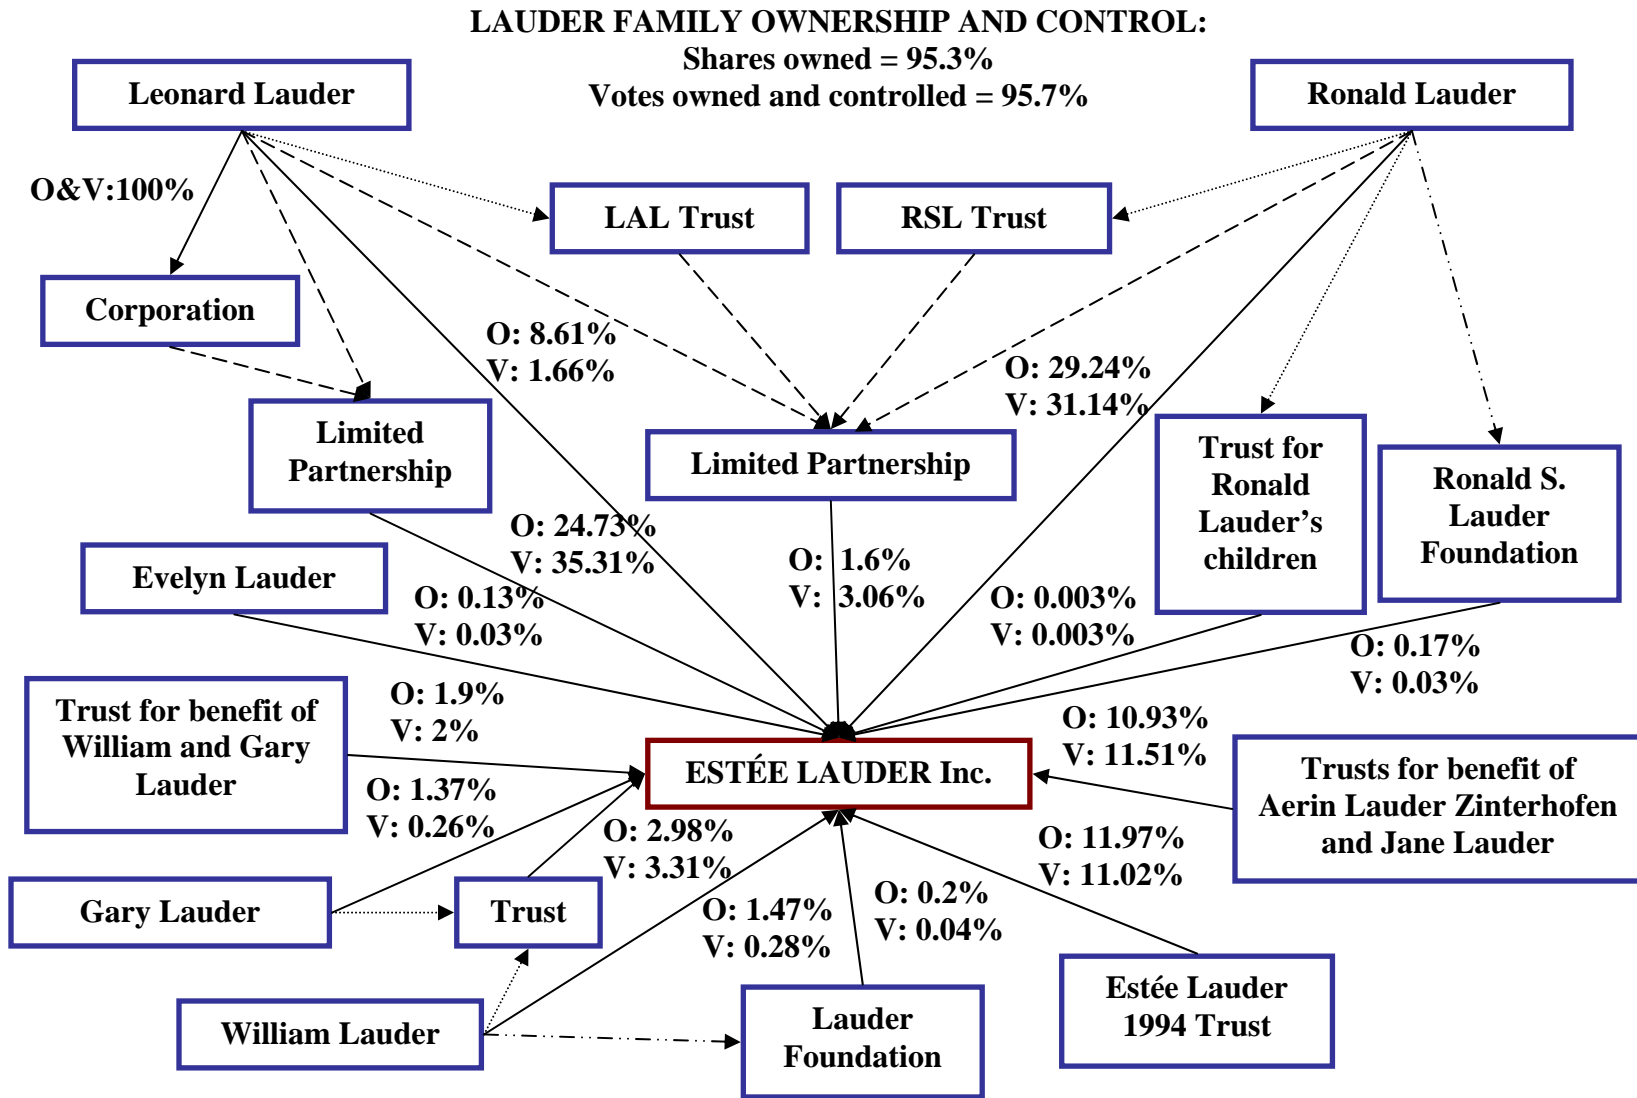 LAUDER FAMILY OWNERSHIP AND CONTROL:
Shares owned = 95.3%
Votes owned and controlled = 95.7%
Leonard Lauder
Ronald Lauder
O&V:100%
LAL Trust
RSL Trust
Corporation
O: 8.61%
V: 1.66%
O: 29.24%
V: 31.14%
Limited
Partnership
Limited Partnership
Trust for
Ronald
Lauder’s
children
Ronald S.
Lauder
Foundation
O: 24.73%
V: 35.31%
O: 1.6%
V: 3.06%
Evelyn Lauder
O: 0.13%
V: 0.03%
O: 0.003%
V: 0.003%
O: 0.17%
V: 0.03%
Trust for benefit of
William and Gary
Lauder
O: 1.9%
V: 2%
O: 10.93%
V: 11.51%
ESTÉE LAUDER Inc.
Trusts for benefit of
Aerin Lauder Zinterhofen
and Jane Lauder
O: 1.37%
V: 0.26%
O: 2.98%
V: 3.31%
O: 11.97%
V: 11.02%
Gary Lauder
Trust
O: 1.47%
V: 0.28%
O: 0.2%
V: 0.04%
William Lauder
Lauder
Foundation
Estée Lauder
1994 Trust